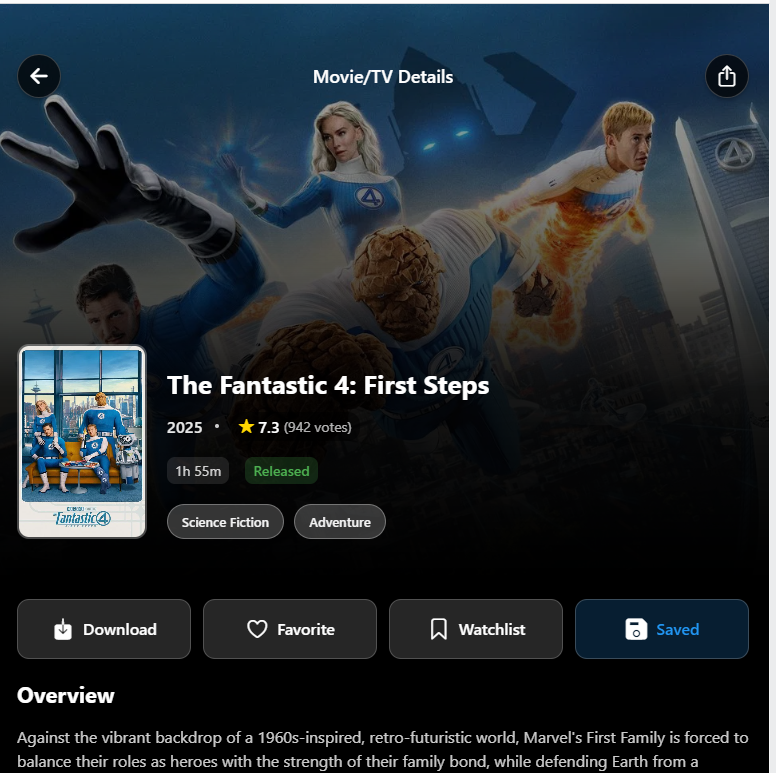 Movie/TV Details
The Fantastic 4: First Steps
2025 • 7.3 (942 votes)
1h 55m Released
Science Fiction Adventure
Fantastic 4
Download Favorite Watchlist Saved
Overview
Against the vibrant backdrop of a 1960s-inspired, retro-futuristic world, Marvel's First Family is forced to
balance their roles as heroes with the strength of their family bond, while defending Earth from a